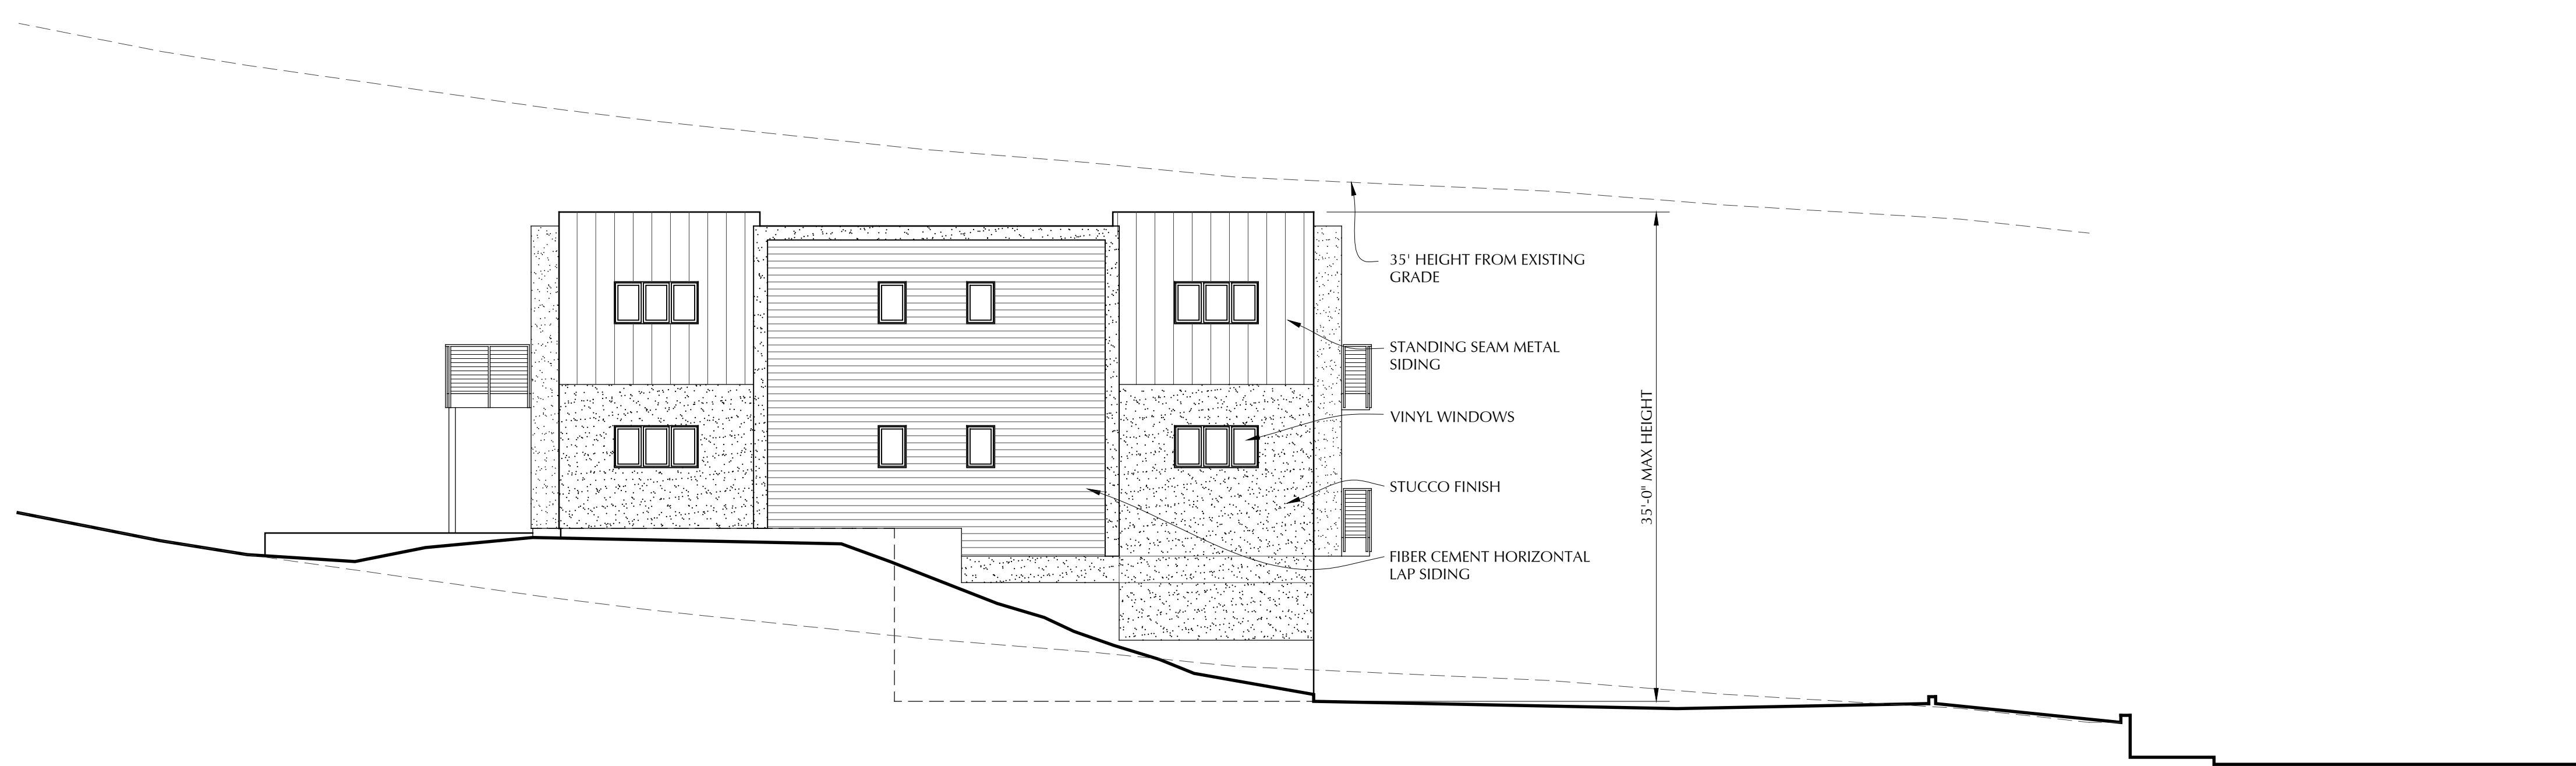 35' HEIGHT FROM EXISTING
GRADE
STANDING SEAM METAL
SIDING
VINYL WINDOWS
STUCCO FINISH
FIBER CEMENT HORIZONTAL
LAP SIDING
35'-0" MAX HEIGHT